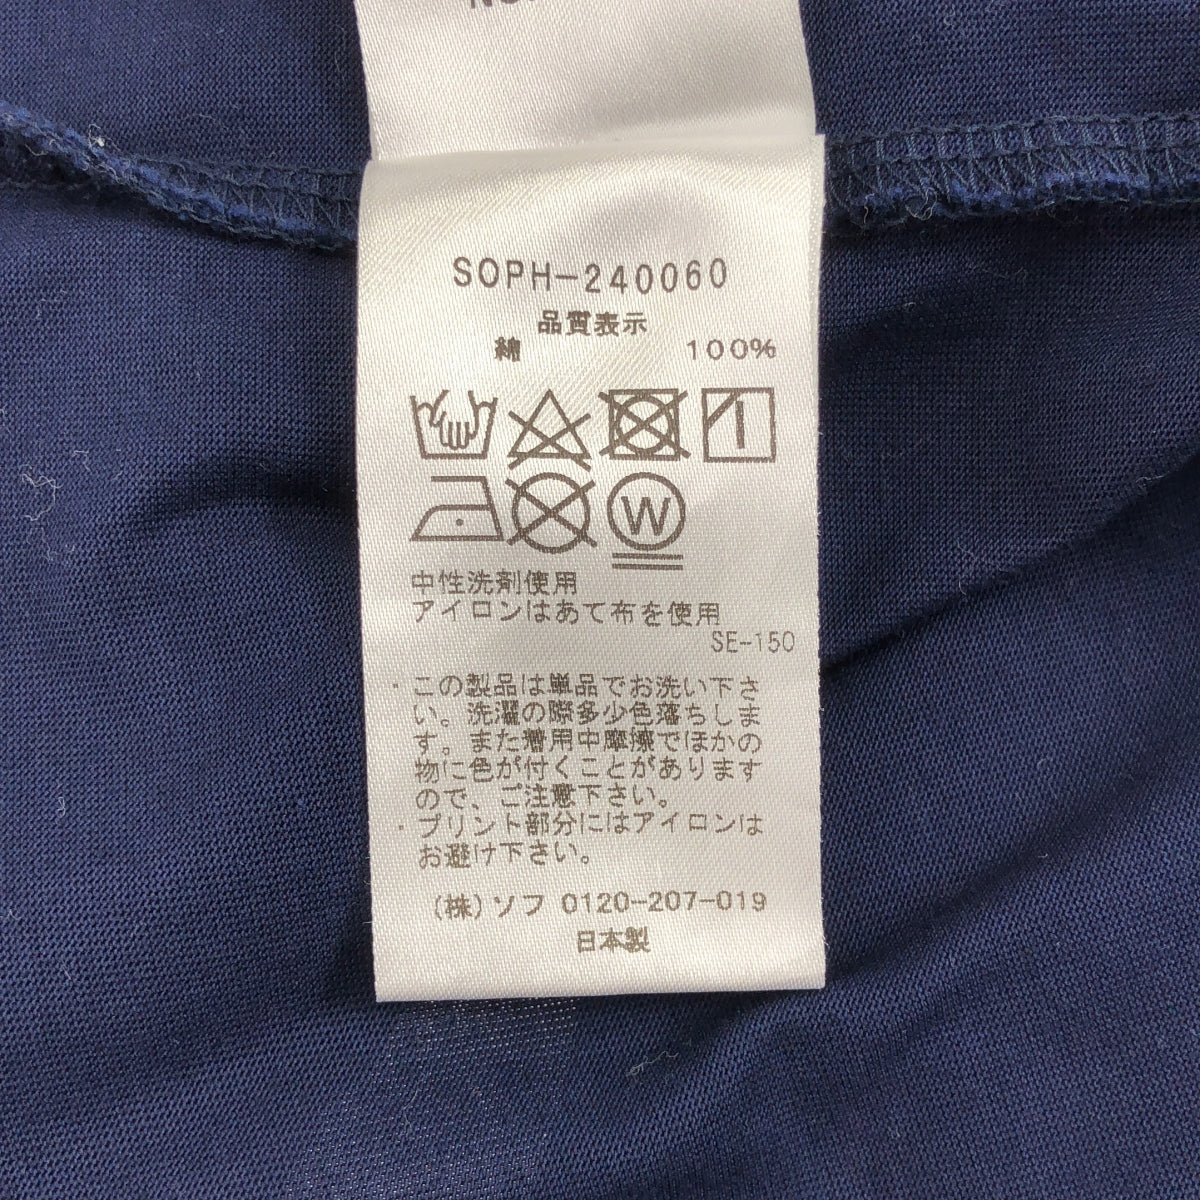 SOPH-240060
品質表示
綿 100%
W
中性洗剤使用
アイロンはあて布を使用
SE-150
・この製品は単品でお洗い下さ
い。洗濯の際多少色落ちしま
す。また着用中摩擦でほかの
物に色が付くことがあります
ので、ご注意下さい。
・プリント部分にはアイロンは
お避け下さい。
(株)ソフ 0120-207-019
日本製